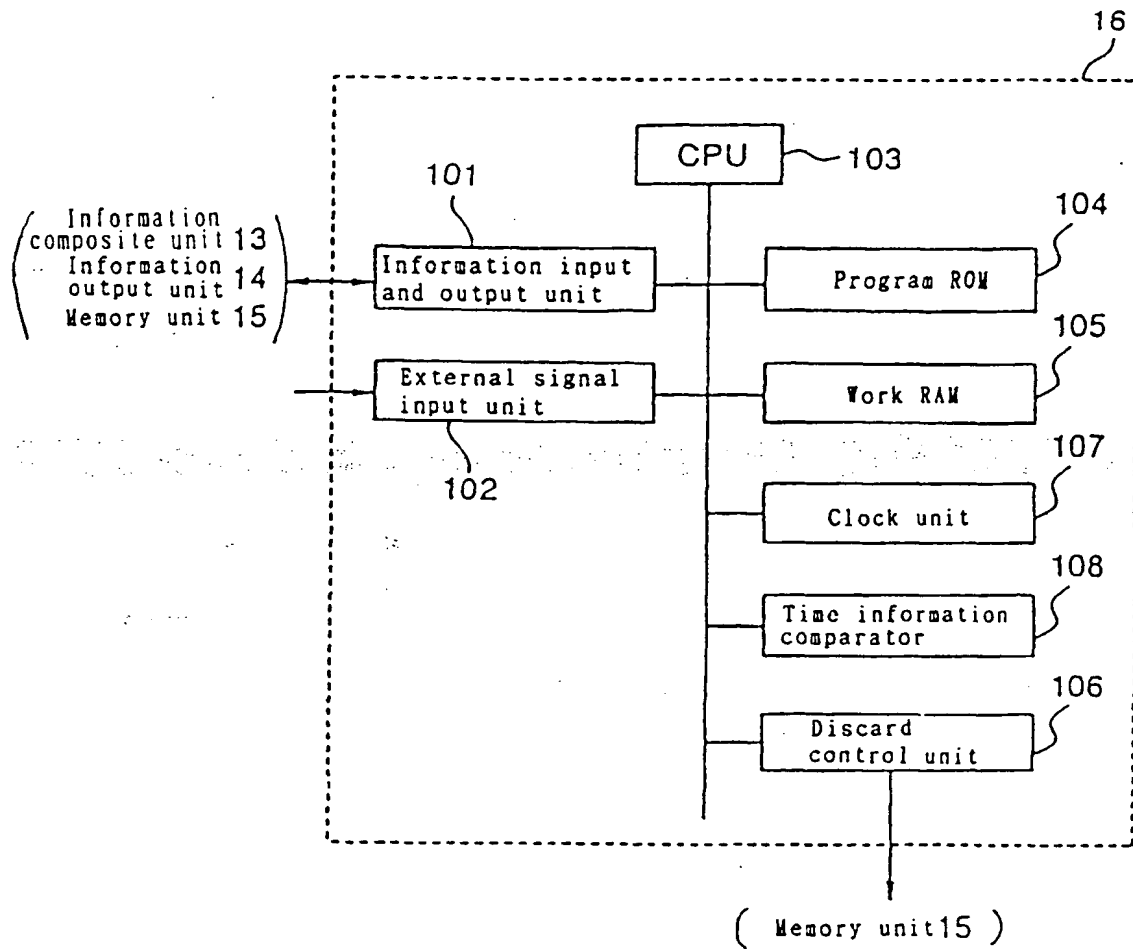 16
CPU
103
101
104
Information
composite unit 13
Information
output unit 14
Memory unit 15
Information input
and output unit
Program ROM
105
External signal
input unit
Work RAM
102
107
Clock unit
108
Time information
comparator
106
Discard
control unit
( Memory unit 15 )